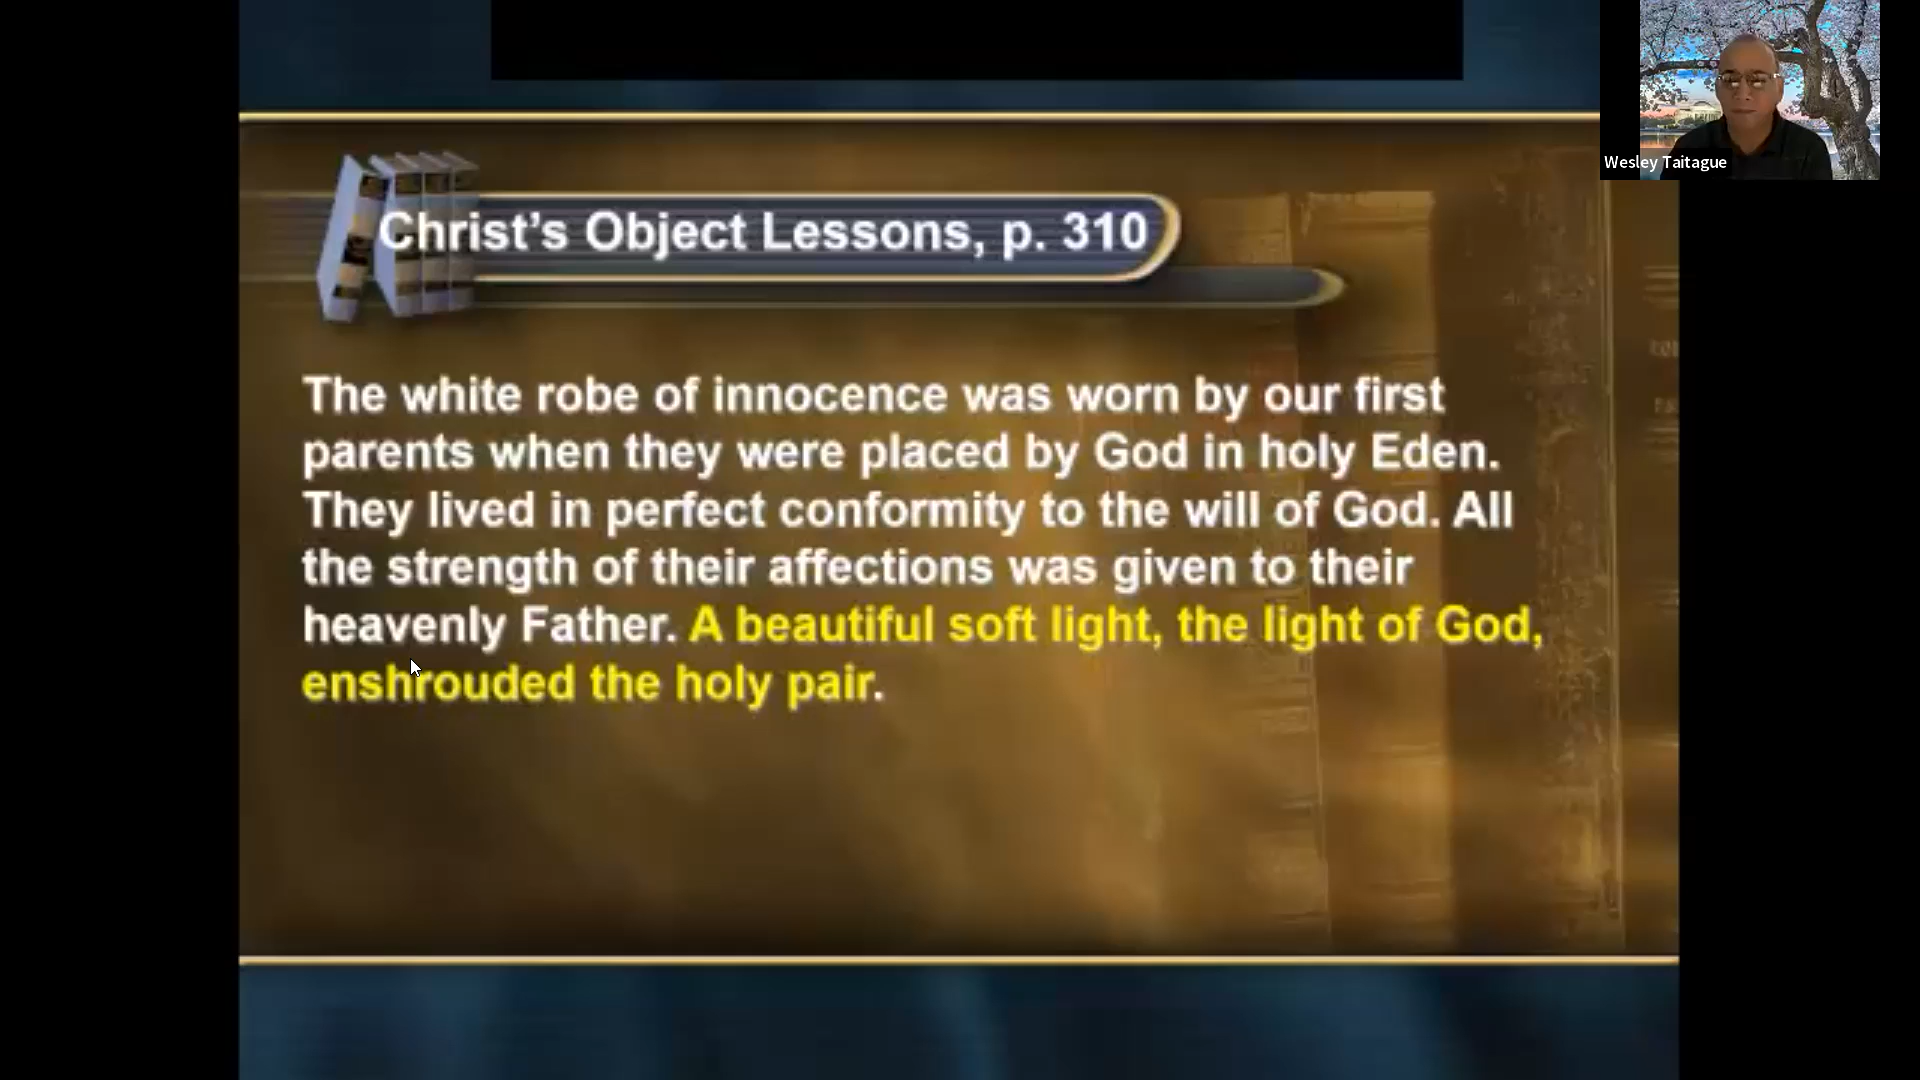 Wesley Taitague
Christ's Object Lessons, p. 310
The white robe of innocence was worn by our first
parents when they were placed by God in holy Eden.
They lived in perfect conformity to the will of God. All
the strength of their affections was given to their
heavenly Father. A beautiful soft light, the light of God,
enshrouded the holy pair.